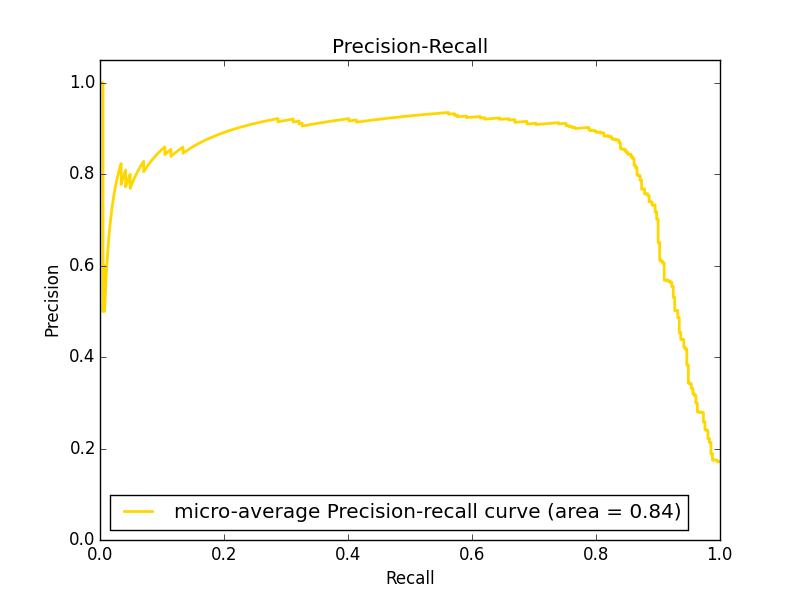 Precision-Recall
1.0
0.8
0.6
0.4
0.2
0.0
Precision
micro-average Precision-recall curve (area = 0.84)
0.0 0.2 0.4 0.6 0.8 1.0
Recall